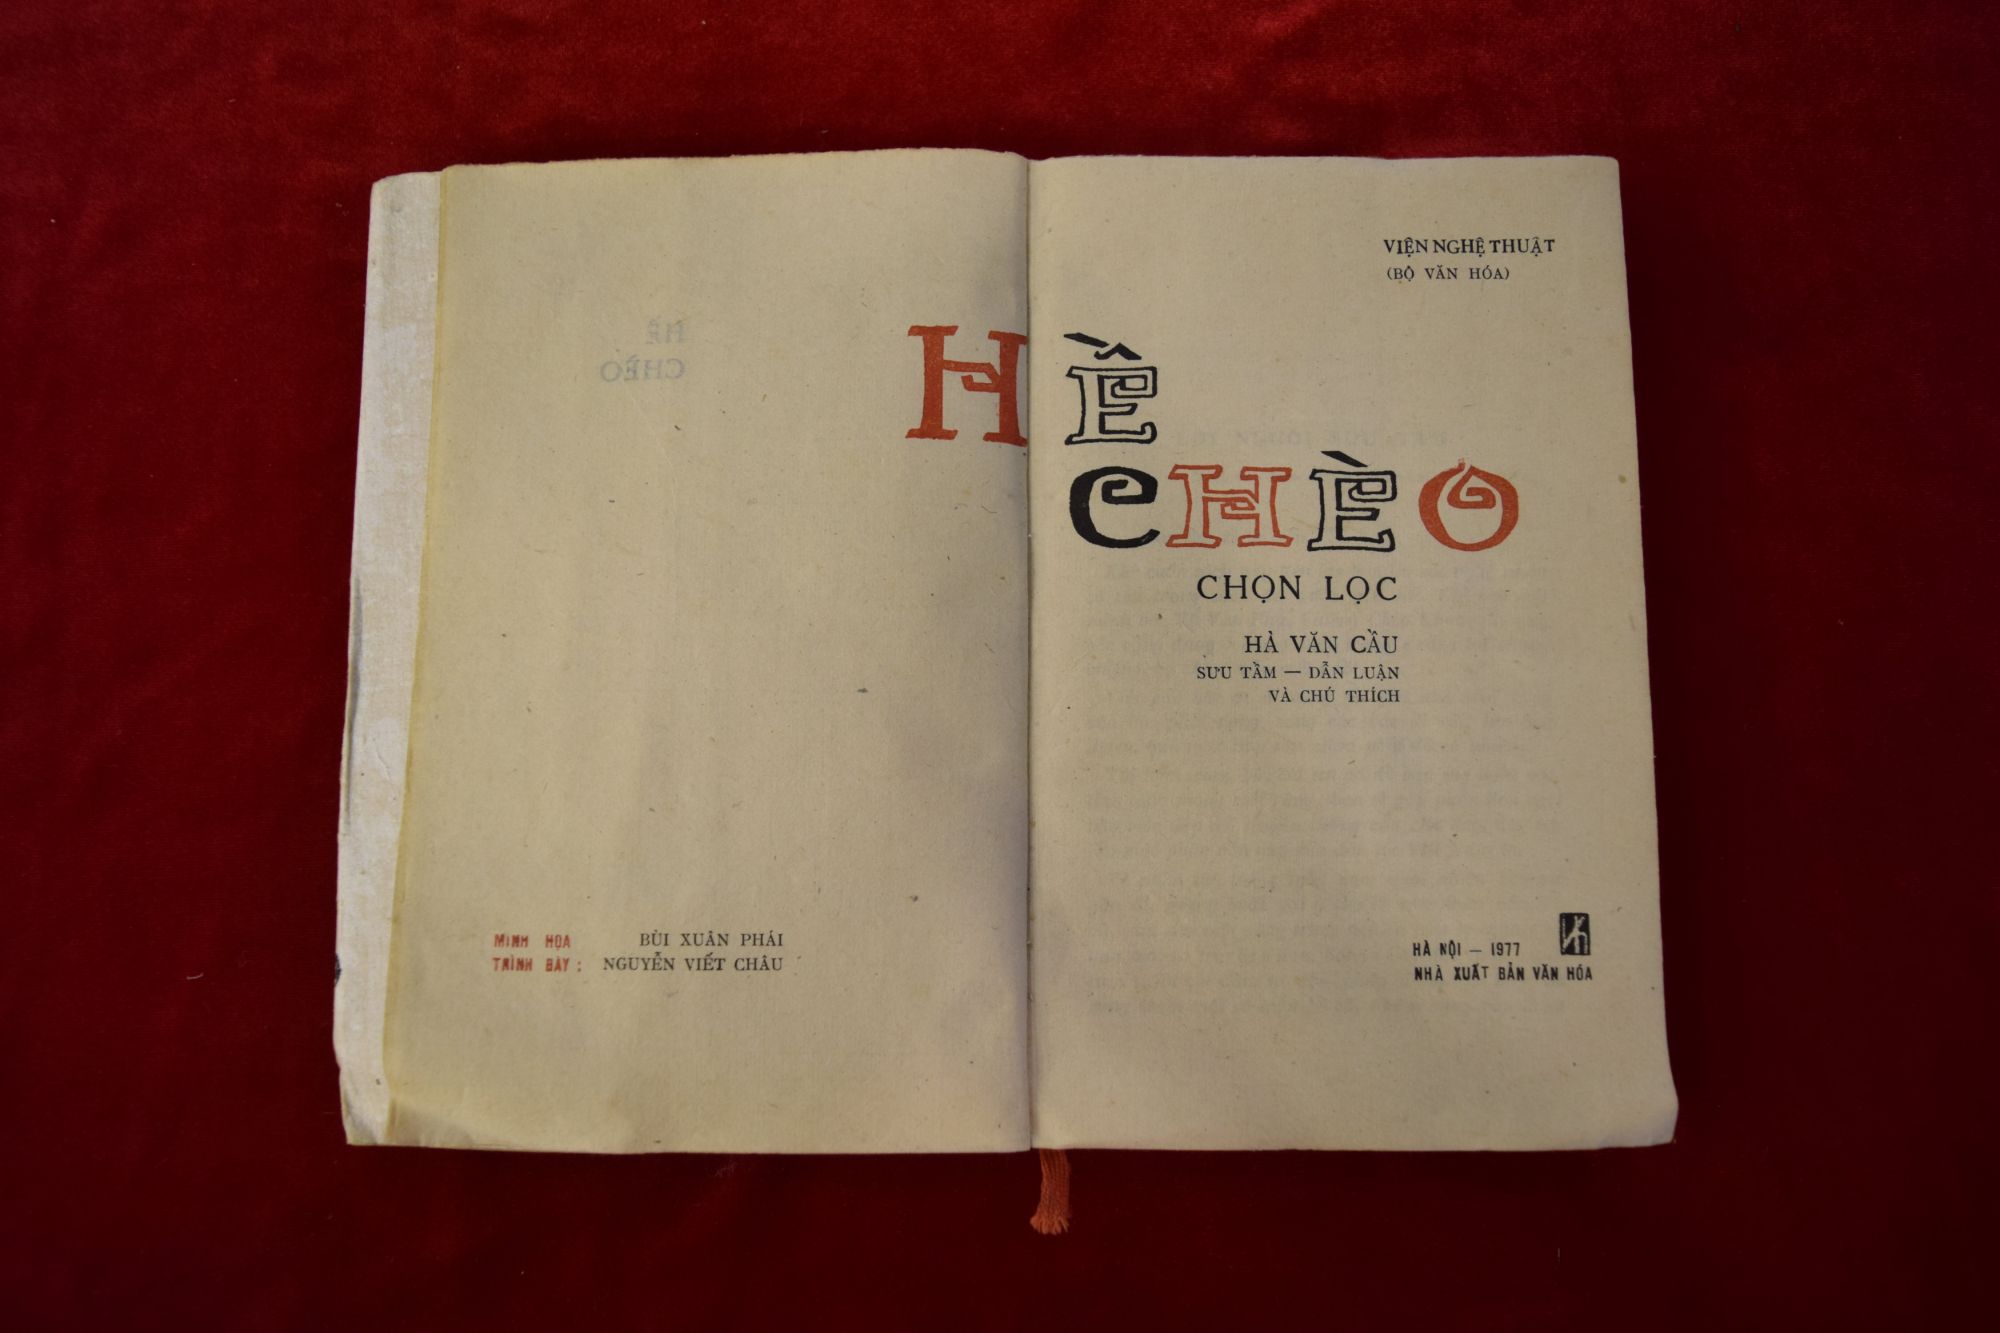 HỀ
CHÈO
MINH HỌA BÙI XUÂN PHÁI
TRÌNH BÀY : NGUYỄN VIẾT CHÂU
VIỆN NGHỆ THUẬT
(BỘ VĂN HÓA)
HỀ
CHÈO
CHỌN LỌC
HÀ VĂN CẦU
SƯU TẦM — DẪN LUẬN
VÀ CHÚ THÍCH
HÀ NỘI — 1977
NHÀ XUẤT BẢN VĂN HÓA